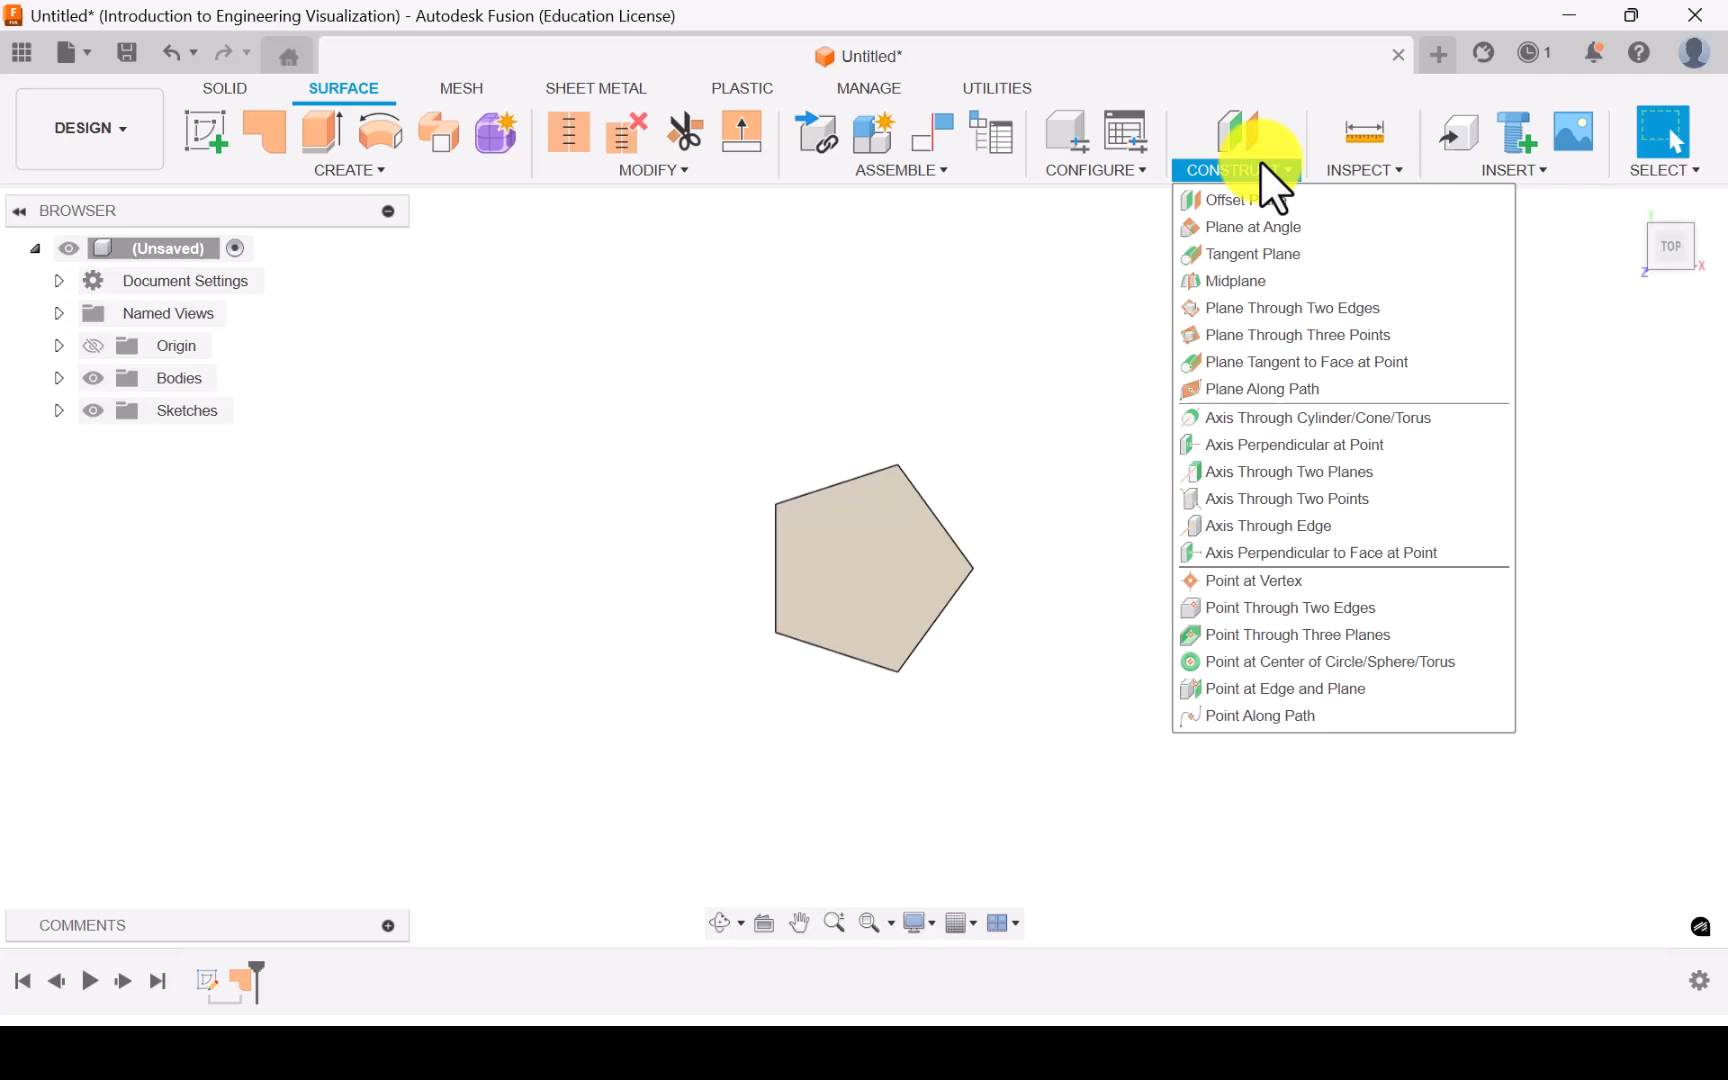 Untitled* (Introduction to Engineering Visualization) - Autodesk Fusion (Education License)
Untitled*
1
SOLID
SURFACE
MESH
SHEET METAL
PLASTIC
MANAGE
UTILITIES
DESIGN
CREATE
MODIFY
ASSEMBLE
CONFIGURE
INSPECT
INSERT
SELECT
BROWSER
(Unsaved)
Document Settings
Named Views
Origin
Bodies
Sketches
Offset
Plane at Angle
Tangent Plane
Midplane
Plane Through Two Edges
Plane Through Three Points
Plane Tangent to Face at Point
Plane Along Path
Axis Through Cylinder/Cone/Torus
Axis Perpendicular at Point
Axis Through Two Planes
Axis Through Two Points
Axis Through Edge
Axis Perpendicular to Face at Point
Point at Vertex
Point Through Two Edges
Point Through Three Planes
Point at Center of Circle/Sphere/Torus
Point at Edge and Plane
Point Along Path
Y
TOP
Z
X
COMMENTS